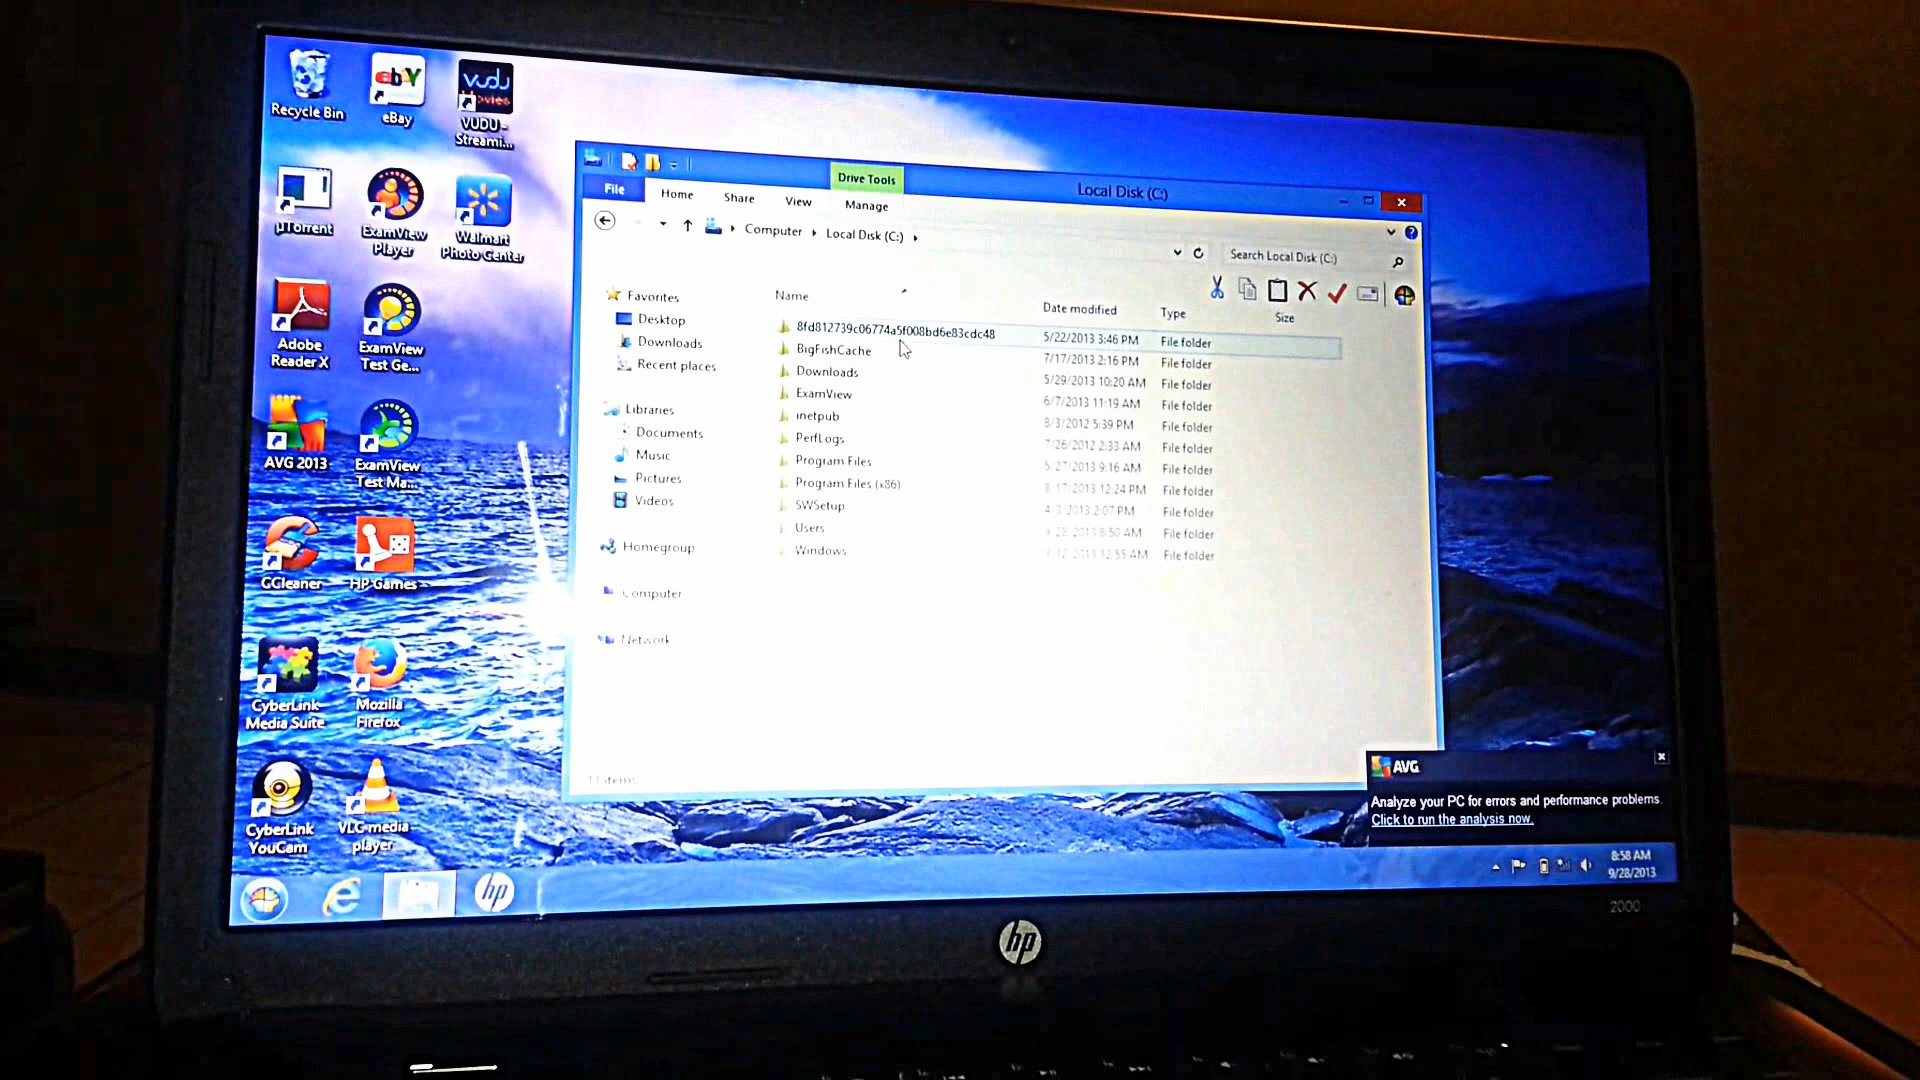 Recycle Bin
eBay
VUDU -
Streami...
µTorrent
ExamView
Player
Walmart
Photo Center
Adobe
Reader X
ExamView
Test Ge...
AVG 2013
ExamView
Test Ma...
CCleaner
HP Games
CyberLink
Media Suite
Mozilla
Firefox
CyberLink
YouCam
VLC media
player
Drive Tools
Local Disk (C:)
File
Home
Share
View
Manage
Computer
Local Disk (C:)
Search Local Disk (C:)
Favorites
Desktop
Downloads
Recent places
Libraries
Documents
Music
Pictures
Videos
Homegroup
Computer
Network
Name
Date modified
Type
Size
8fd812739c06774a5f008bd6e83cdc48 5/22/2013 3:46 PM File folder
BigFishCache 7/17/2013 2:16 PM File folder
Downloads 5/29/2013 10:20 AM File folder
ExamView 6/7/2013 11:19 AM File folder
inetpub 8/3/2012 5:39 PM File folder
PerfLogs 7/26/2012 2:33 AM File folder
Program Files 5/27/2013 9:16 AM File folder
Program Files (x86) 8/17/2013 12:24 PM File folder
SWSetup 4/3/2013 2:07 PM File folder
Users 9/28/2013 8:50 AM File folder
Windows 12:55 AM File folder
11 items
AVG
Analyze your PC for errors and performance problems.
Click to run the analysis now.
8:58 AM
9/28/2013
hp
2000
hp